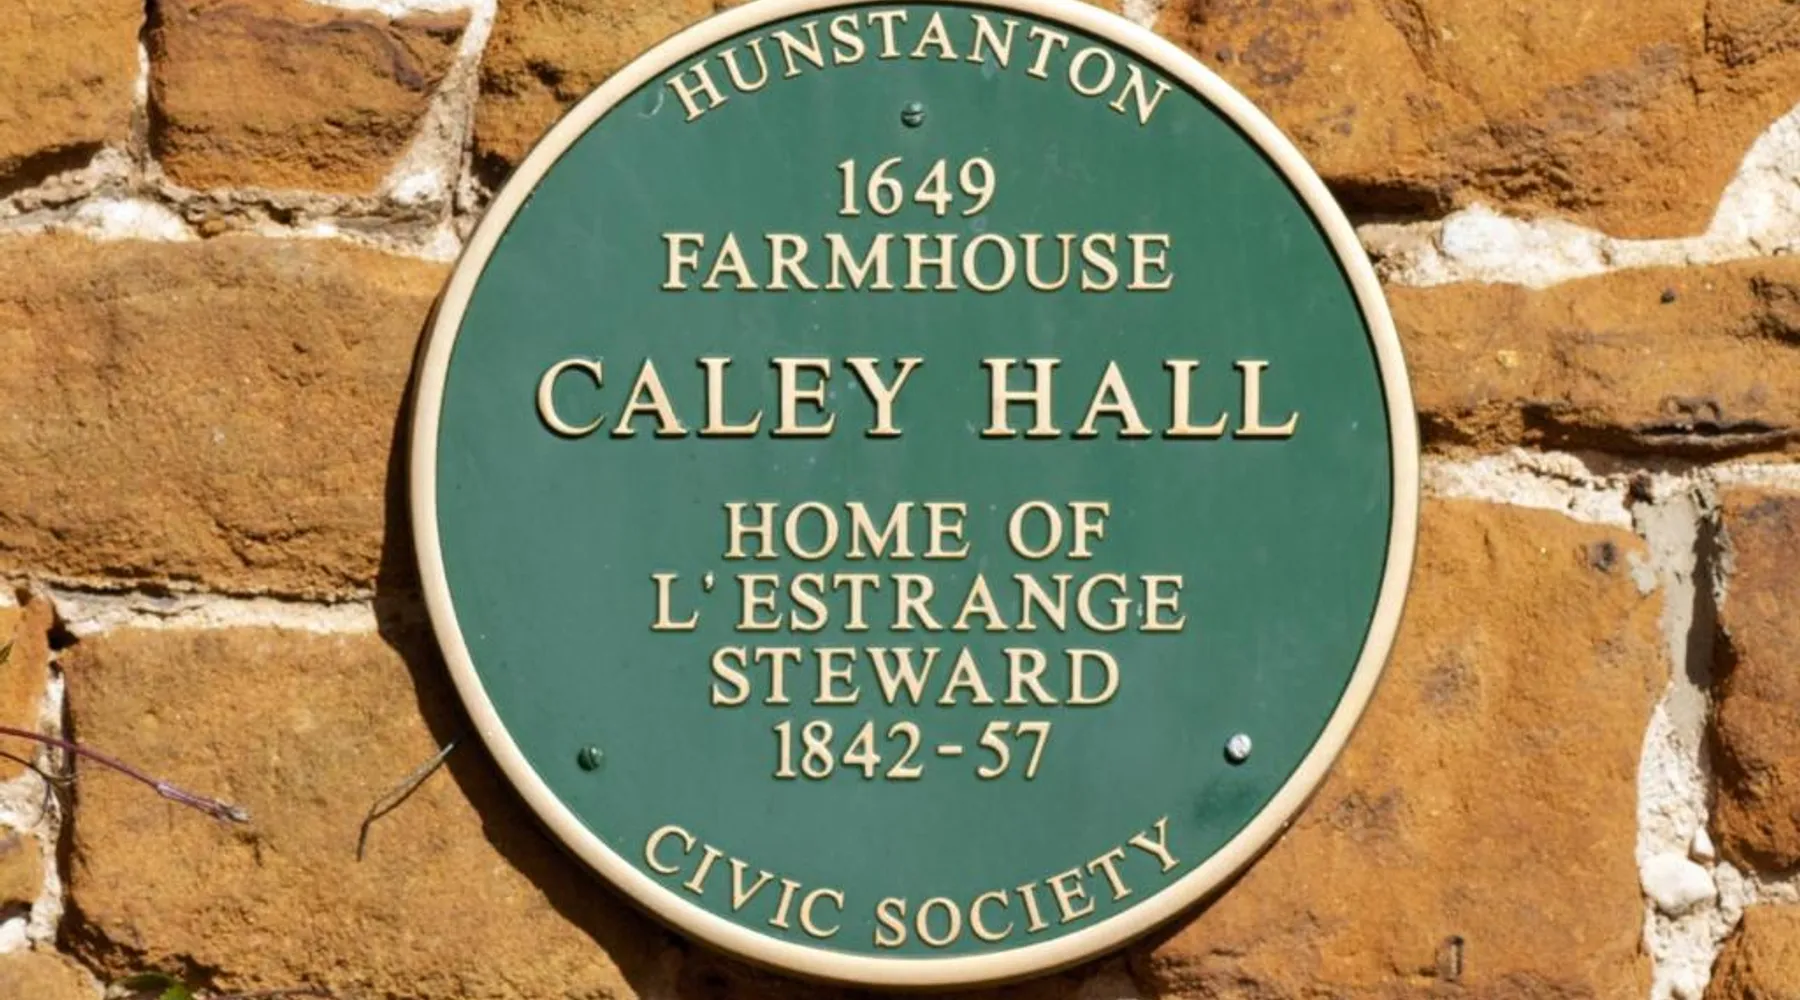 HUNSTANTON
1649
FARMHOUSE
CALEY HALL
HOME OF
L'ESTRANGE
STEWARD
1842-57
CIVIC SOCIETY